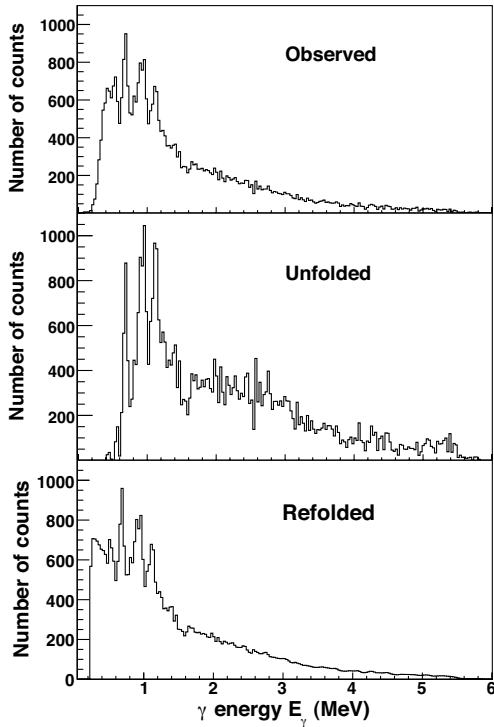 1000
Observed
800
600
400
200
Number of counts
1000
Unfolded
800
600
400
200
Number of counts
1000
Refolded
800
600
400
200
0
Number of counts
1 2 3 4 5 6
γ energy E_γ (MeV)